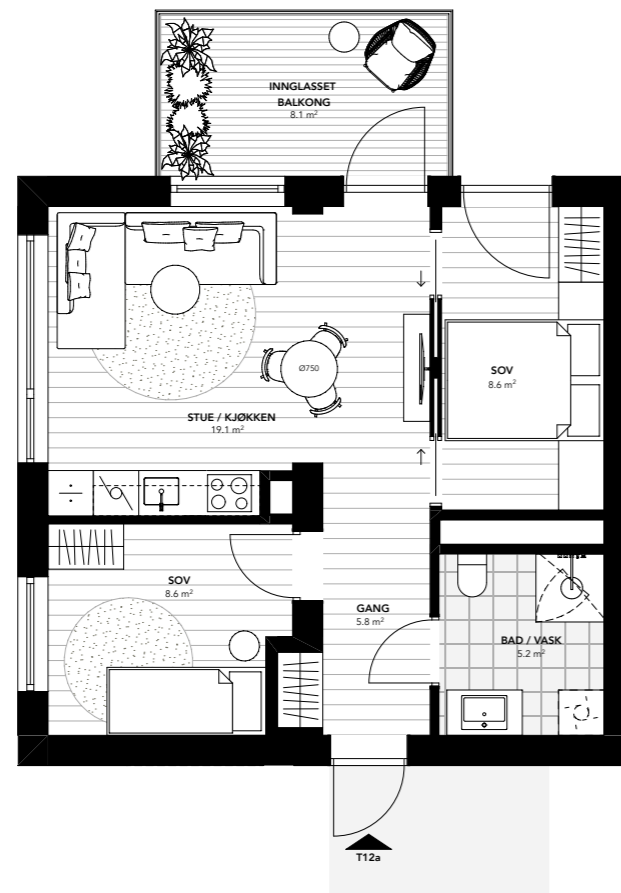 INNGLASSET
BALKONG
8.1 m²
SOV
8.6 m²
Ø750
STUE / KJØKKEN
19.1 m²
SOV
8.6 m²
GANG
5.8 m²
BAD / VASK
5.2 m²
T12a